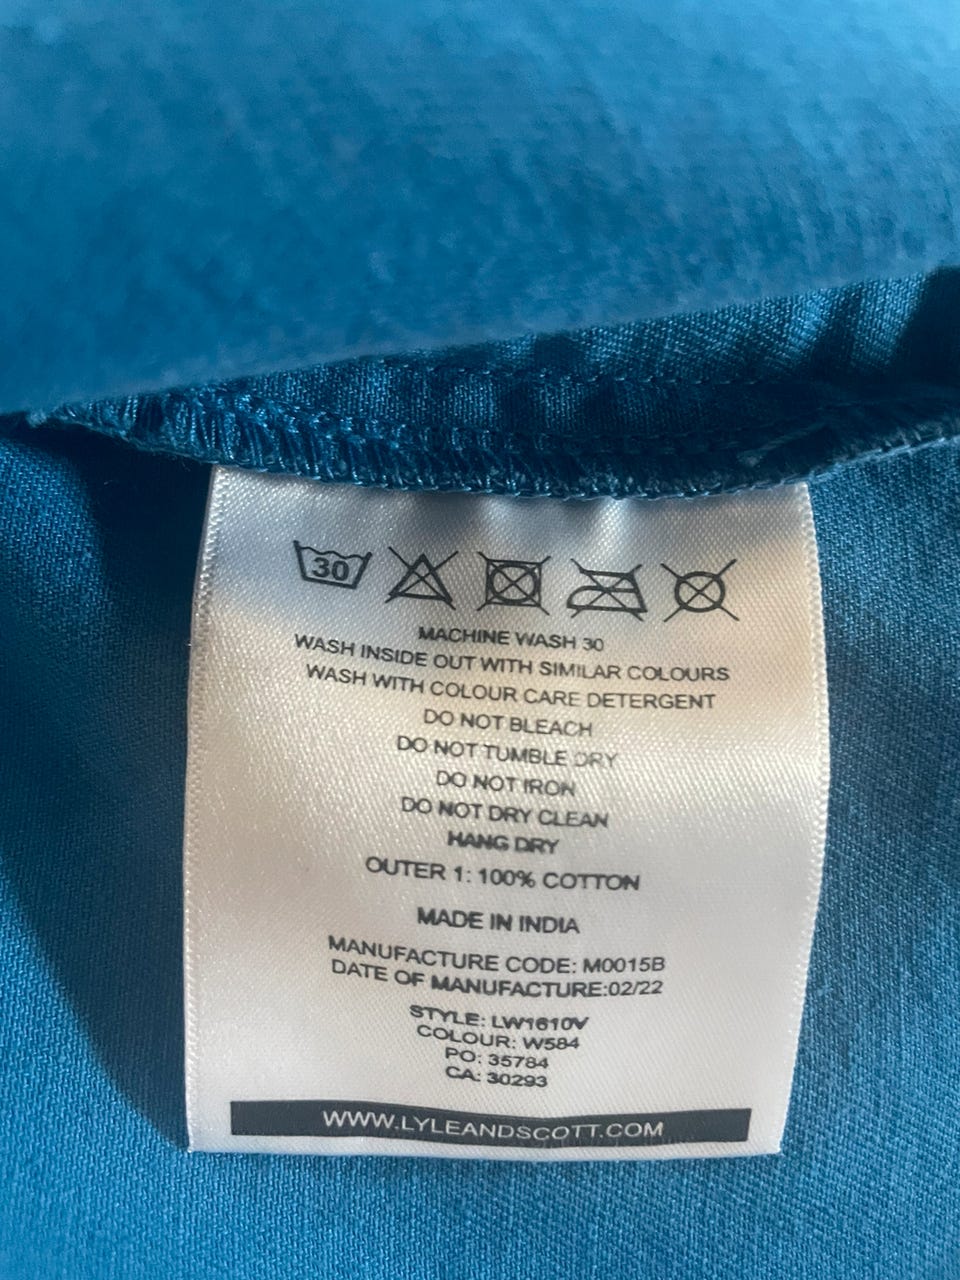 30
MACHINE WASH 30
WASH INSIDE OUT WITH SIMILAR COLOURS
WASH WITH COLOUR CARE DETERGENT
DO NOT BLEACH
DO NOT TUMBLE DRY
DO NOT IRON
DO NOT DRY CLEAN
HANG DRY
OUTER 1: 100% COTTON
MADE IN INDIA
MANUFACTURE CODE: M0015B
DATE OF MANUFACTURE:02/22
STYLE: LW1610V
COLOUR: W584
PO: 35784
CA: 30293
WWW.LYLEANDSCOTT.COM